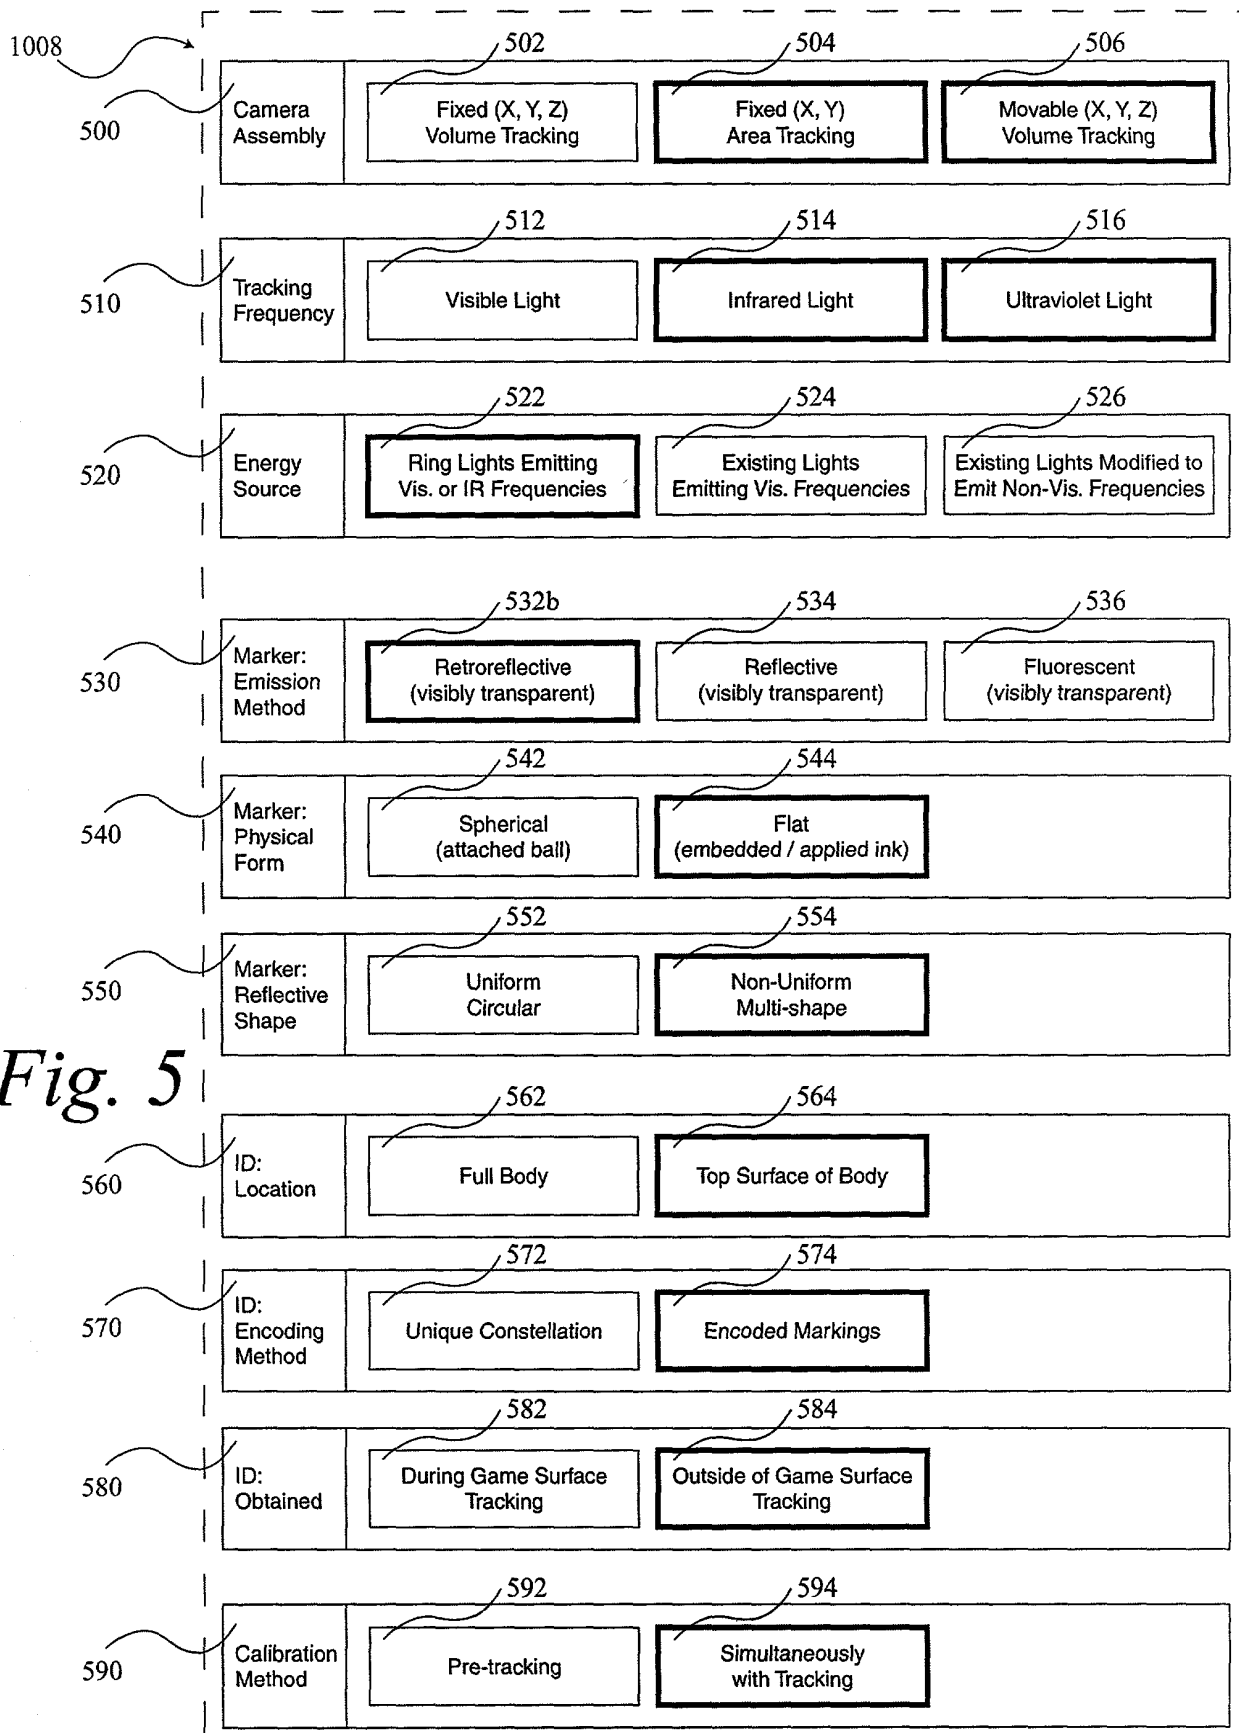 1008
502
504
506
500
Camera
Assembly
Fixed (X, Y, Z)
Volume Tracking
Fixed (X, Y)
Area Tracking
Movable (X, Y, Z)
Volume Tracking
512
514
516
510
Tracking
Frequency
Visible Light
Infrared Light
Ultraviolet Light
522
524
526
520
Energy
Source
Ring Lights Emitting
Vis. or IR Frequencies
Existing Lights
Emitting Vis. Frequencies
Existing Lights Modified to
Emit Non-Vis. Frequencies
532b
534
536
530
Marker:
Emission
Method
Retroreflective
(visibly transparent)
Reflective
(visibly transparent)
Fluorescent
(visibly transparent)
542
544
540
Marker:
Physical
Form
Spherical
(attached ball)
Flat
(embedded / applied ink)
552
554
550
Marker:
Reflective
Shape
Uniform
Circular
Non-Uniform
Multi-shape
Fig. 5
562
564
560
ID:
Location
Full Body
Top Surface of Body
572
574
570
ID:
Encoding
Method
Unique Constellation
Encoded Markings
582
584
580
ID:
Obtained
During Game Surface
Tracking
Outside of Game Surface
Tracking
592
594
590
Calibration
Method
Pre-tracking
Simultaneously
with Tracking